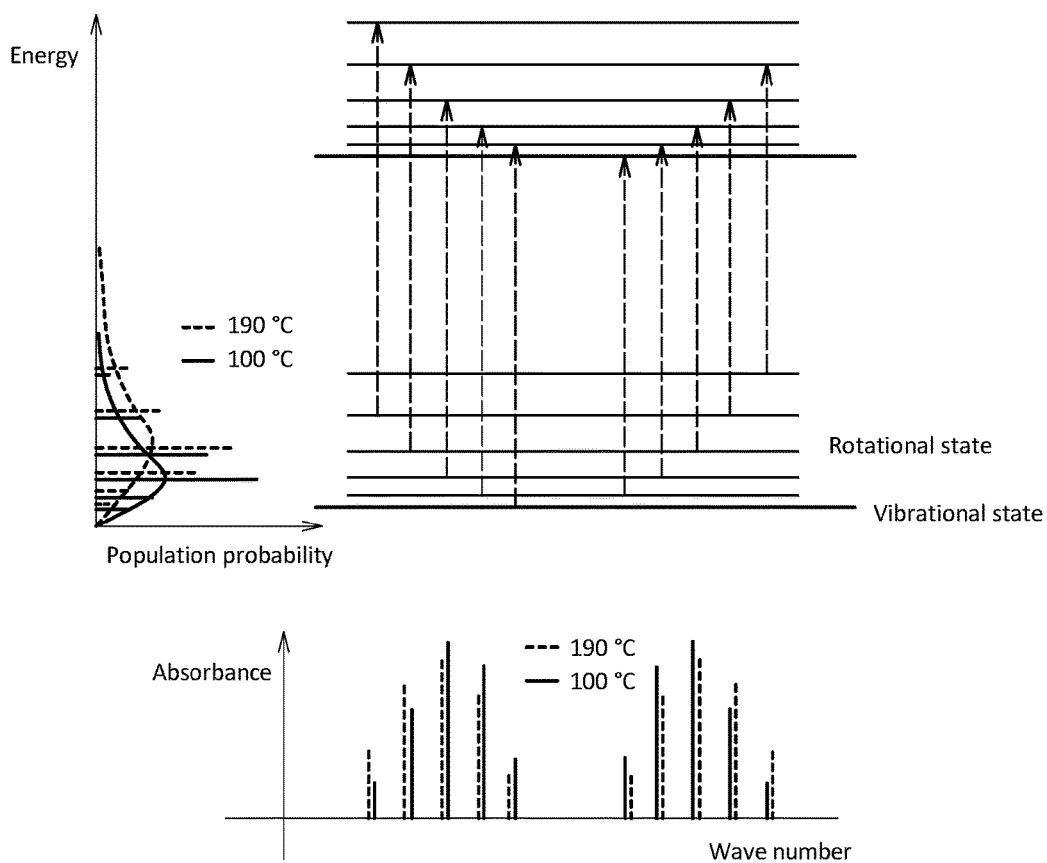 Energy
190 °C
100 °C
Rotational state
Vibrational state
Population probability
Absorbance
190 °C
100 °C
Wave number